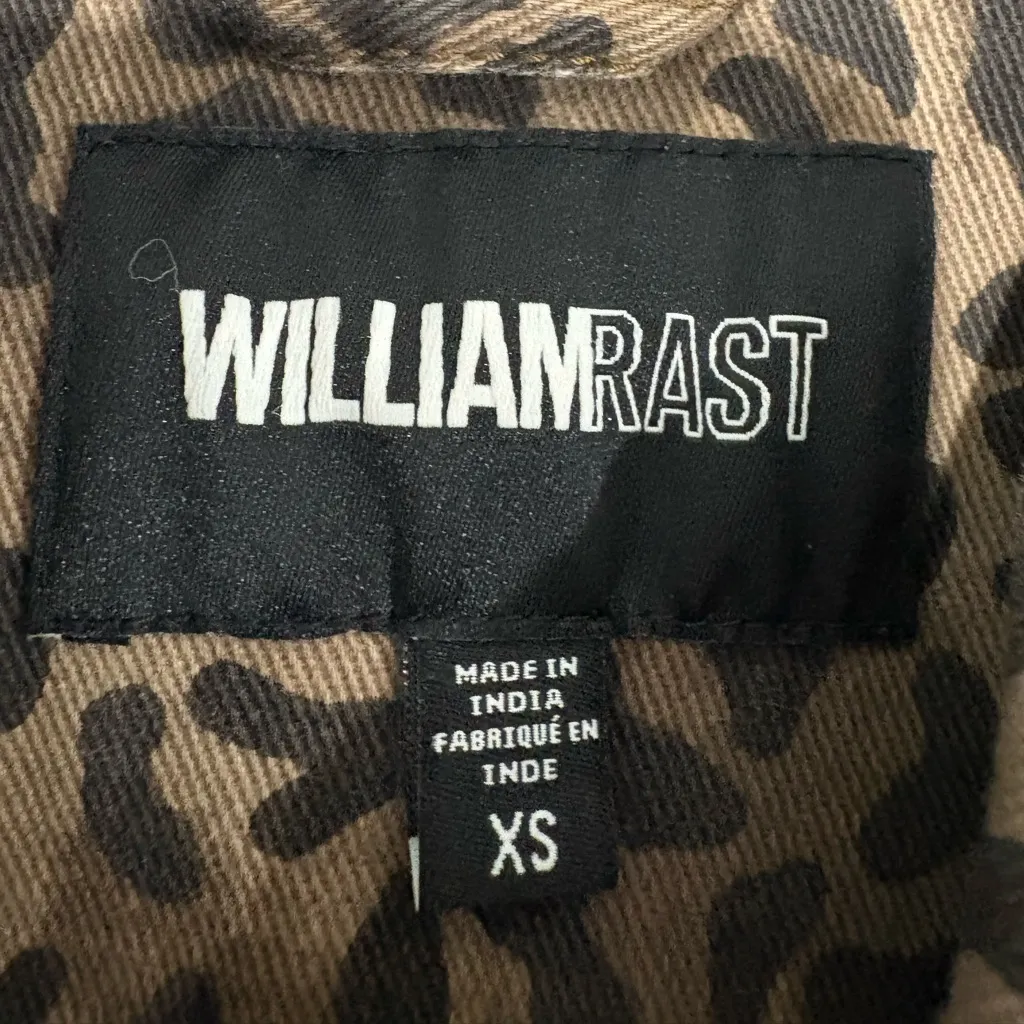 WILLIAMRAST
MADE IN
INDIA
FABRIQUÉ EN
INDE
XS